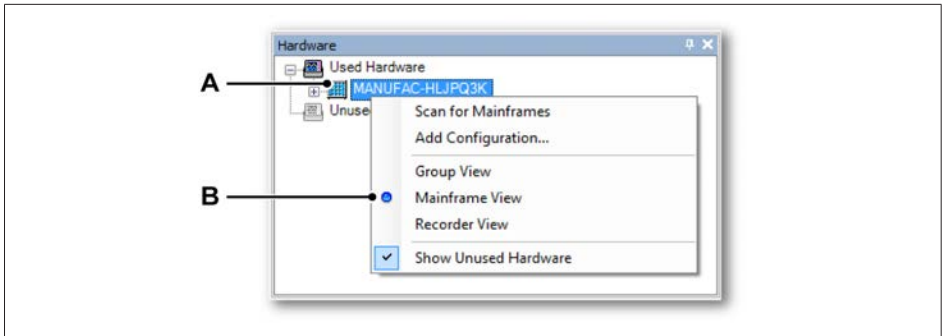 Hardware
Used Hardware
A
MANUFAC-HLJPQ3K
Unuse
Scan for Mainframes
Add Configuration...
Group View
B
Mainframe View
Recorder View
Show Unused Hardware